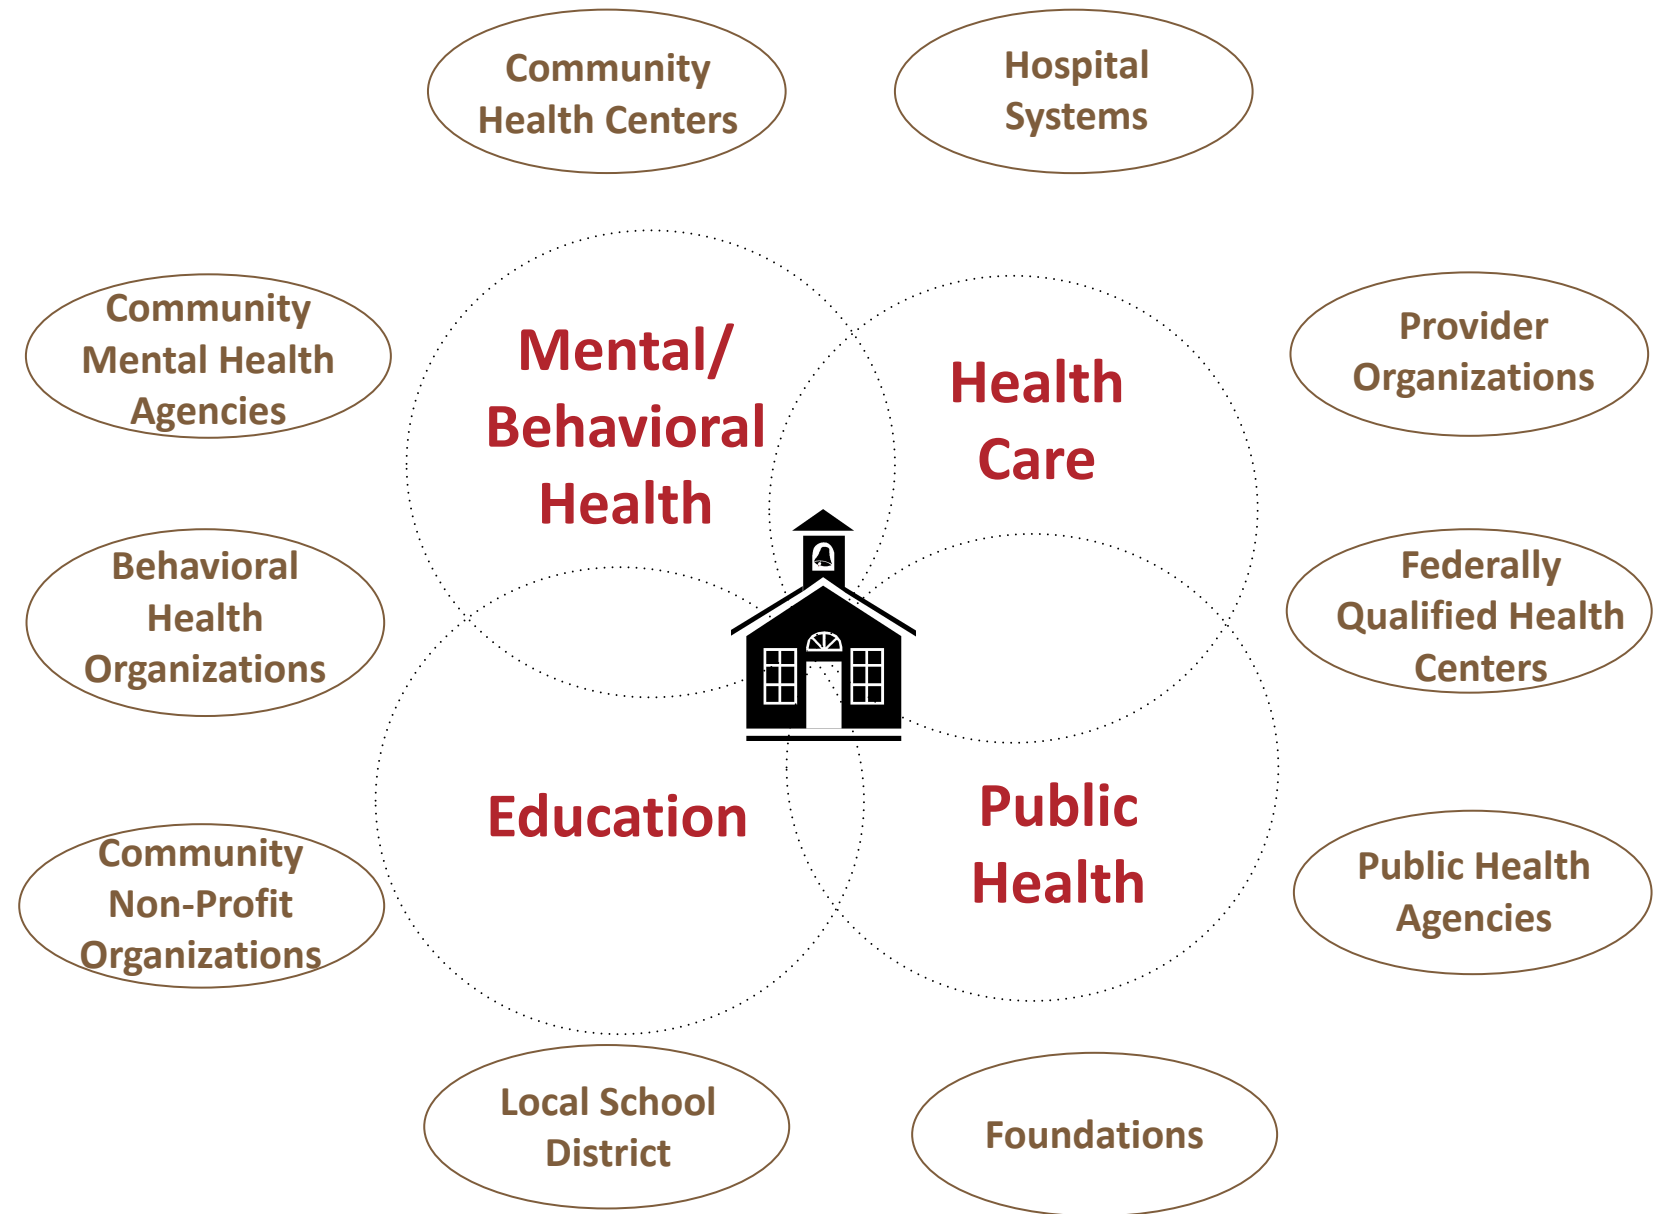 Community
Health Centers
Hospital
Systems
Community
Mental Health
Agencies
Mental/
Behavioral
Health
Health
Care
Provider
Organizations
Behavioral
Health
Organizations
Federally
Qualified Health
Centers
Community
Non-Profit
Organizations
Education
Public
Health
Public Health
Agencies
Local School
District
Foundations